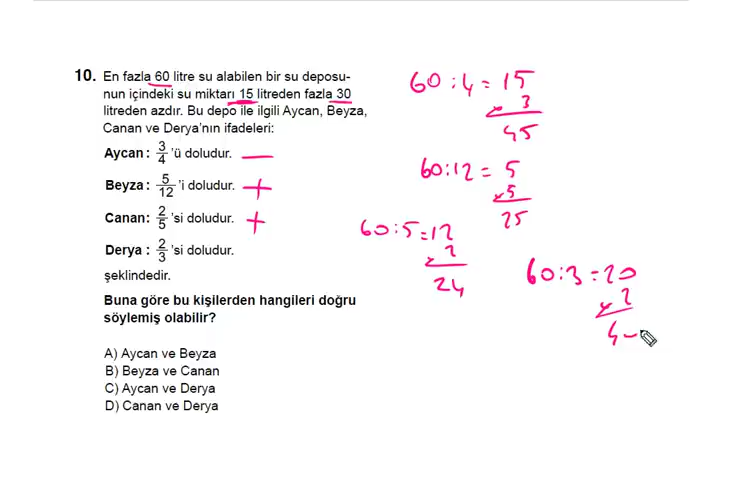 10. En fazla 60 litre su alabilen bir su deposu-
nun içindeki su miktarı 15 litreden fazla 30
litreden azdır. Bu depo ile ilgili Aycan, Beyza,
Canan ve Derya'nın ifadeleri:
Aycan: 3/4 'ü doludur. —
Beyza: 5/12 'i doludur. +
Canan: 2/5 'si doludur. +
Derya: 2/3 'si doludur.
şeklindedir.
Buna göre bu kişilerden hangileri doğru
söylemiş olabilir?
A) Aycan ve Beyza
B) Beyza ve Canan
C) Aycan ve Derya
D) Canan ve Derya
60:4=15
x 3
45
60:12=5
x5
25
60:5=12
x 2
24
60:3=20
x 2
4